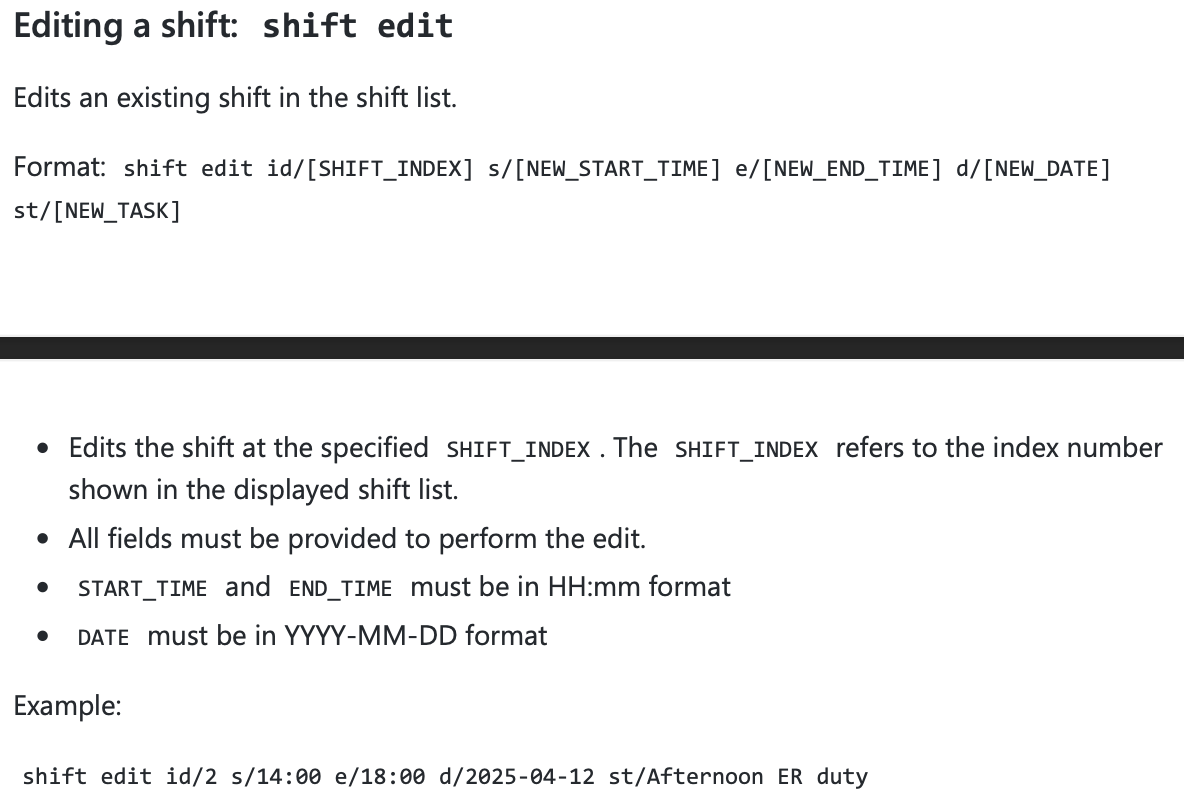 Editing a shift: shift edit
Edits an existing shift in the shift list.
Format: shift edit id/[SHIFT_INDEX] s/[NEW_START_TIME] e/[NEW_END_TIME] d/[NEW_DATE]
st/[NEW_TASK]
• Edits the shift at the specified SHIFT_INDEX . The SHIFT_INDEX refers to the index number
shown in the displayed shift list.
• All fields must be provided to perform the edit.
• START_TIME and END_TIME must be in HH:mm format
• DATE must be in YYYY-MM-DD format
Example:
shift edit id/2 s/14:00 e/18:00 d/2025-04-12 st/Afternoon ER duty